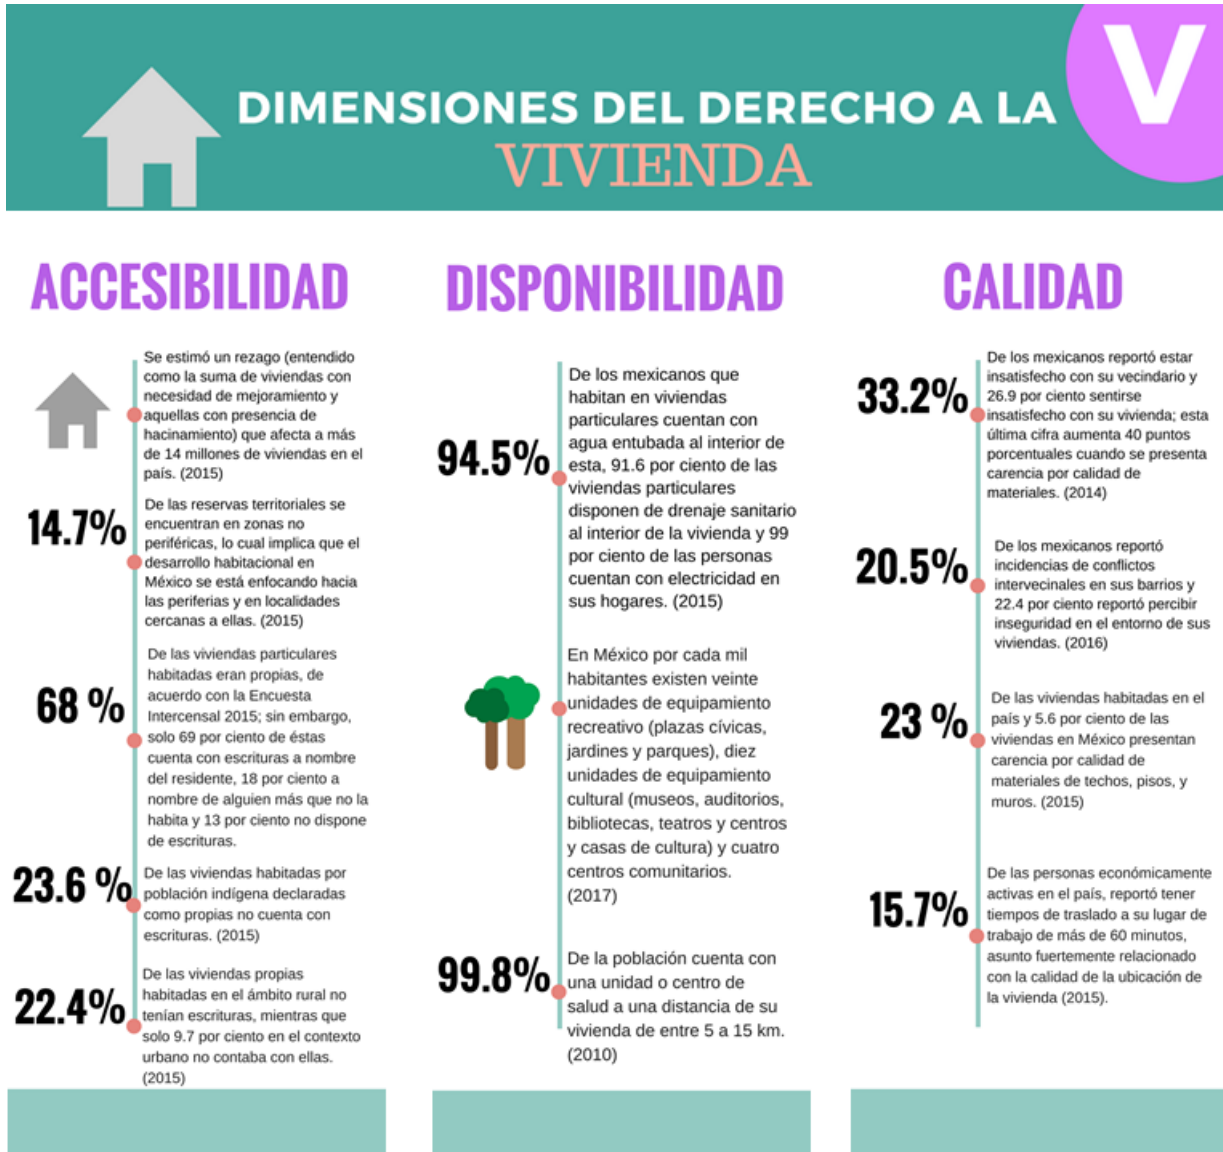 V
DIMENSIONES DEL DERECHO A LA
VIVIENDA
ACCESIBILIDAD
Se estimó un rezago (entendido
como la suma de viviendas con
necesidad de mejoramiento y
aquellas con presencia de
hacinamiento) que afecta a más
de 14 millones de viviendas en el
país. (2015)
14.7%
De las reservas territoriales se
encuentran en zonas no
periféricas, lo cual implica que el
desarrollo habitacional en
México se está enfocando hacia
las periferias y en localidades
cercanas a ellas. (2015)
68 %
De las viviendas particulares
habitadas eran propias, de
acuerdo con la Encuesta
Intercensal 2015; sin embargo,
solo 69 por ciento de éstas
cuenta con escrituras a nombre
del residente, 18 por ciento a
nombre de alguien más que no la
habita y 13 por ciento no dispone
de escrituras.
23.6 %
De las viviendas habitadas por
población indígena declaradas
como propias no cuenta con
escrituras. (2015)
22.4%
De las viviendas propias
habitadas en el ámbito rural no
tenían escrituras, mientras que
solo 9.7 por ciento en el contexto
urbano no contaba con ellas.
(2015)
DISPONIBILIDAD
94.5%
De los mexicanos que
habitan en viviendas
particulares cuentan con
agua entubada al interior de
esta, 91.6 por ciento de las
viviendas particulares
disponen de drenaje sanitario
al interior de la vivienda y 99
por ciento de las personas
cuentan con electricidad en
sus hogares. (2015)
En México por cada mil
habitantes existen veinte
unidades de equipamiento
recreativo (plazas cívicas,
jardines y parques), diez
unidades de equipamiento
cultural (museos, auditorios,
bibliotecas, teatros y centros
y casas de cultura) y cuatro
centros comunitarios.
(2017)
99.8%
De la población cuenta con
una unidad o centro de
salud a una distancia de su
vivienda de entre 5 a 15 km.
(2010)
CALIDAD
33.2%
De los mexicanos reportó estar
insatisfecho con su vecindario y
26.9 por ciento sentirse
insatisfecho con su vivienda; esta
última cifra aumenta 40 puntos
porcentuales cuando se presenta
carencia por calidad de
materiales. (2014)
20.5%
De los mexicanos reportó
incidencias de conflictos
intervecinales en sus barrios y
22.4 por ciento reportó percibir
inseguridad en el entorno de sus
viviendas. (2016)
23 %
De las viviendas habitadas en el
país y 5.6 por ciento de las
viviendas en México presentan
carencia por calidad de
materiales de techos, pisos, y
muros. (2015)
15.7%
De las personas económicamente
activas en el país, reportó tener
tiempos de traslado a su lugar de
trabajo de más de 60 minutos,
asunto fuertemente relacionado
con la calidad de la ubicación de
la vivienda (2015).